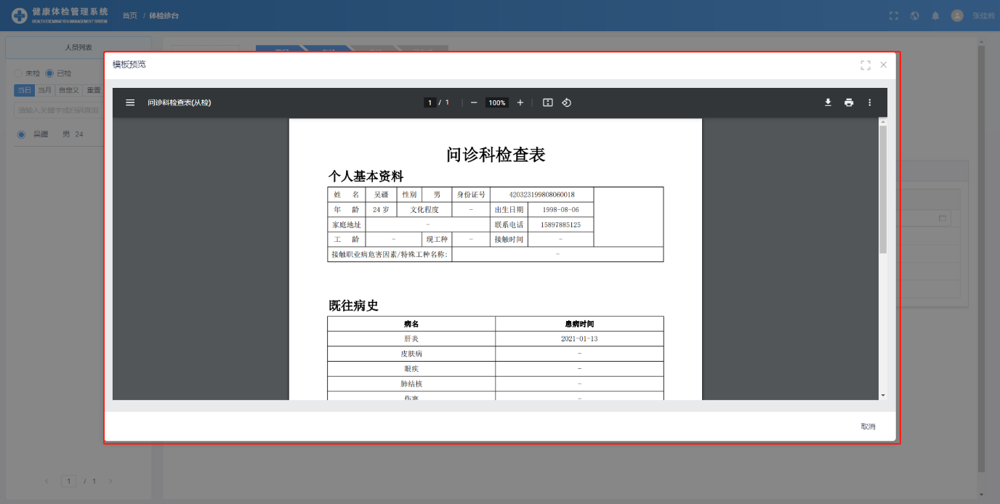 健康体检管理系统
HEALTH EXMINATION MANAGEMENT SYSTEM
首页 / 体检诊台
张佳莉
人员列表
未检 已检
当日 当月 自定义 重置
请输入关键字或扫码查询
吴疆 男 24
1 / 1
模板预览
问诊科检查表(从检)
1 / 1
100%
问诊科检查表
个人基本资料
姓 名 吴疆 性别 男 身份证号 420323199808060018
年 龄 24 岁 文化程度 - 出生日期 1998-08-06
家庭地址 - 联系电话 15897885125
工 龄 - 现工种 - 接触时间 -
接触职业病危害因素/特殊工种名称: -
既往病史
病名 患病时间
肝炎 2021-01-13
皮肤病 -
眼疾 -
肺结核 -
伤寒 -
取消